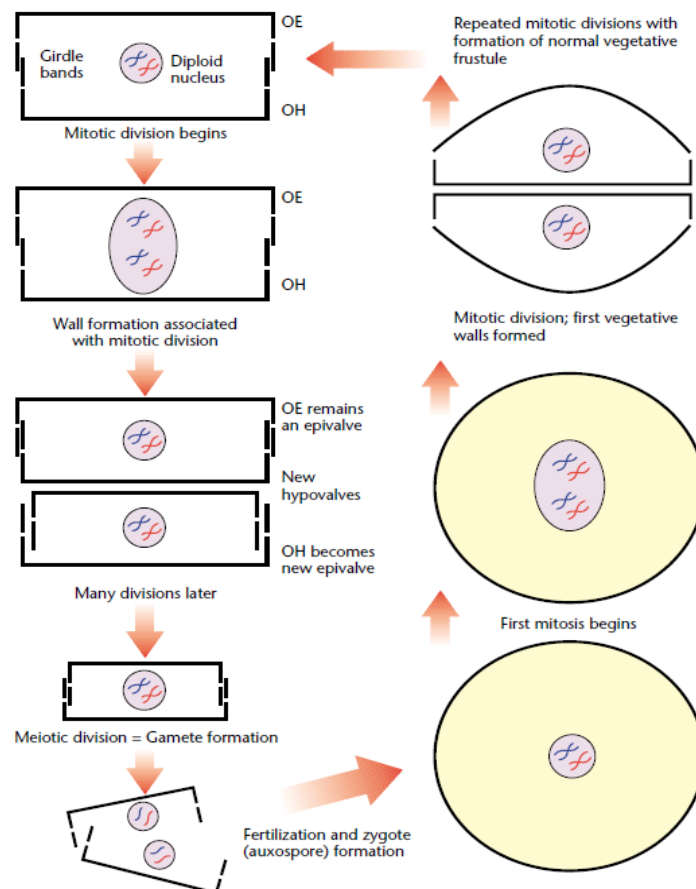 OE
Girdle
bands
Diploid
nucleus
OH
Mitotic division begins
OE
OH
Wall formation associated
with mitotic division
OE remains
an epivalve
New
hypovalves
OH becomes
new epivalve
Many divisions later
Meiotic division = Gamete formation
Fertilization and zygote
(auxospore) formation
First mitosis begins
Mitotic division; first vegetative
walls formed
Repeated mitotic divisions with
formation of normal vegetative
frustule